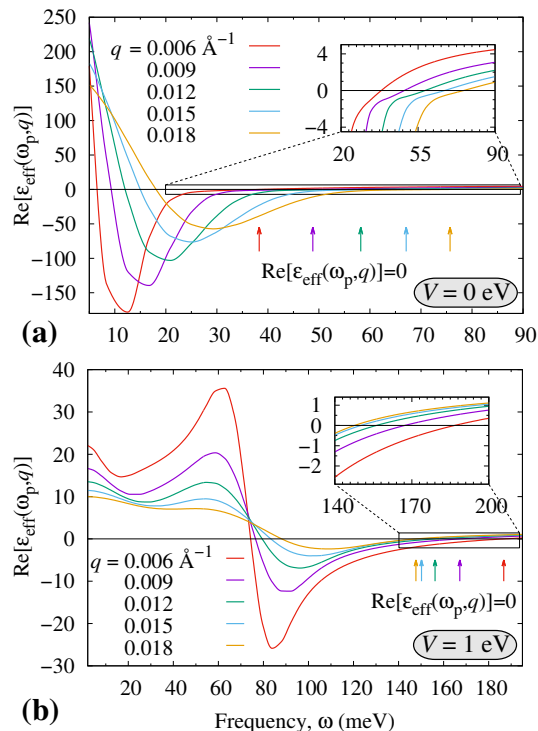 250
200
150
100
50
0
−50
−100
−150
Re[ε_eff(ω_p,q)]
q = 0.006 Å⁻¹
0.009
0.012
0.015
0.018
4
2
0
−2
−4
20 55 90
Re[ε_eff(ω_p,q)]=0
V = 0 eV
(a)
10 20 30 40 50 60 70 80 90
40
30
20
10
0
−10
−20
−30
Re[ε_eff(ω_p,q)]
1
0
−1
−2
140 170 200
q = 0.006 Å⁻¹
0.009
0.012
0.015
0.018
Re[ε_eff(ω_p,q)]=0
V = 1 eV
20 40 60 80 100 120 140 160 180
(b)
Frequency, ω (meV)